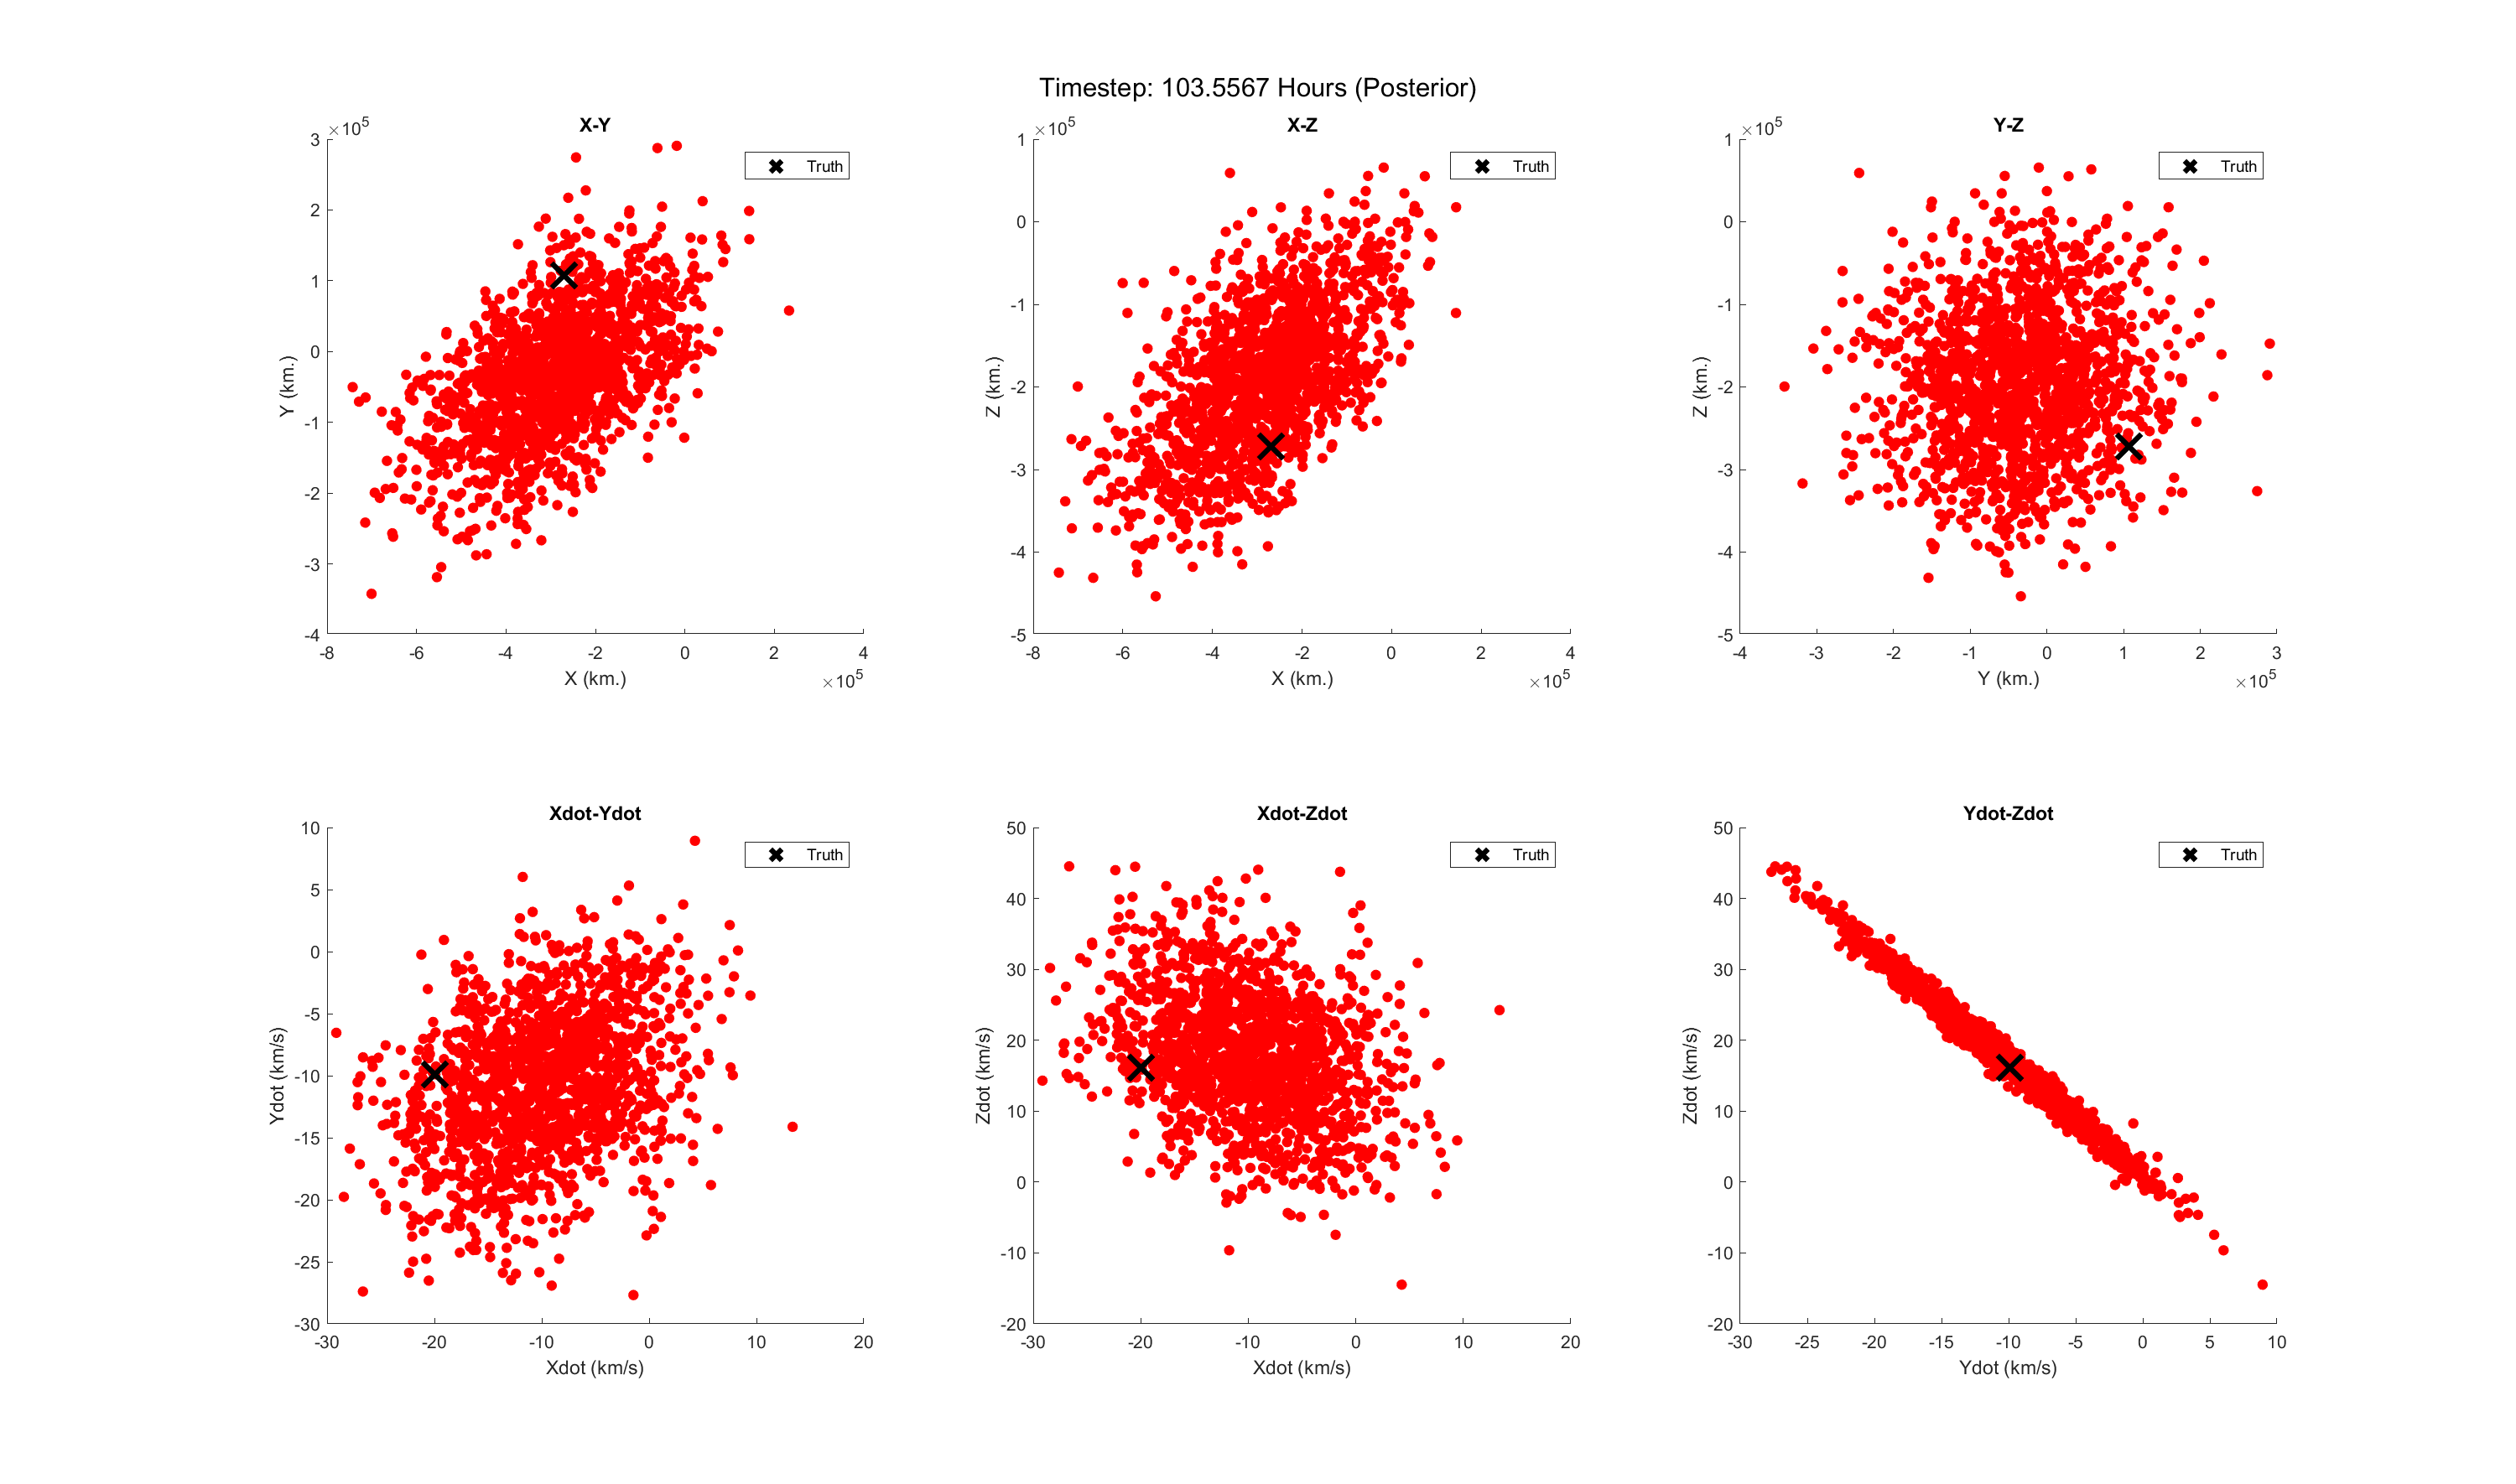 Timestep: 103.5567 Hours (Posterior)
X-Y
×10^5
3
2
1
0
-1
-2
-3
-4
Y (km.)
-8 -6 -4 -2 0 2 4
X (km.)
×10^5
Truth
X-Z
×10^5
1
0
-1
-2
-3
-4
-5
Z (km.)
-8 -6 -4 -2 0 2 4
X (km.)
×10^5
Truth
Y-Z
×10^5
1
0
-1
-2
-3
-4
-5
Z (km.)
-4 -3 -2 -1 0 1 2 3
Y (km.)
×10^5
Truth
Xdot-Ydot
10
5
0
-5
-10
-15
-20
-25
-30
Ydot (km/s)
-30 -20 -10 0 10 20
Xdot (km/s)
Truth
Xdot-Zdot
50
40
30
20
10
0
-10
-20
Zdot (km/s)
-30 -20 -10 0 10 20
Xdot (km/s)
Truth
Ydot-Zdot
50
40
30
20
10
0
-10
-20
Zdot (km/s)
-30 -25 -20 -15 -10 -5 0 5 10
Ydot (km/s)
Truth